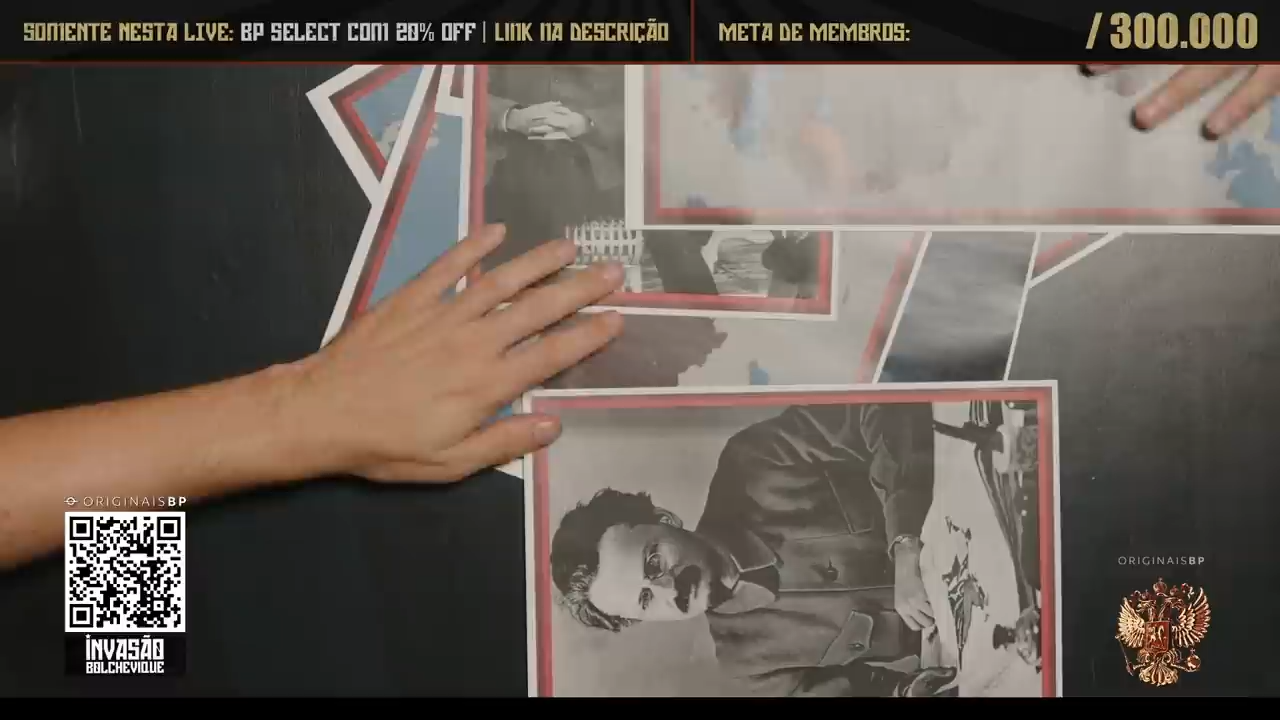 SOMENTE NESTA LIVE: BP SELECT COM 20% OFF | LINK NA DESCRIÇÃO
META DE MEMBROS:
/ 300.000
ORIGINAISBP
INVASÃO
BOLCHEVIQUE
ORIGINAISBP